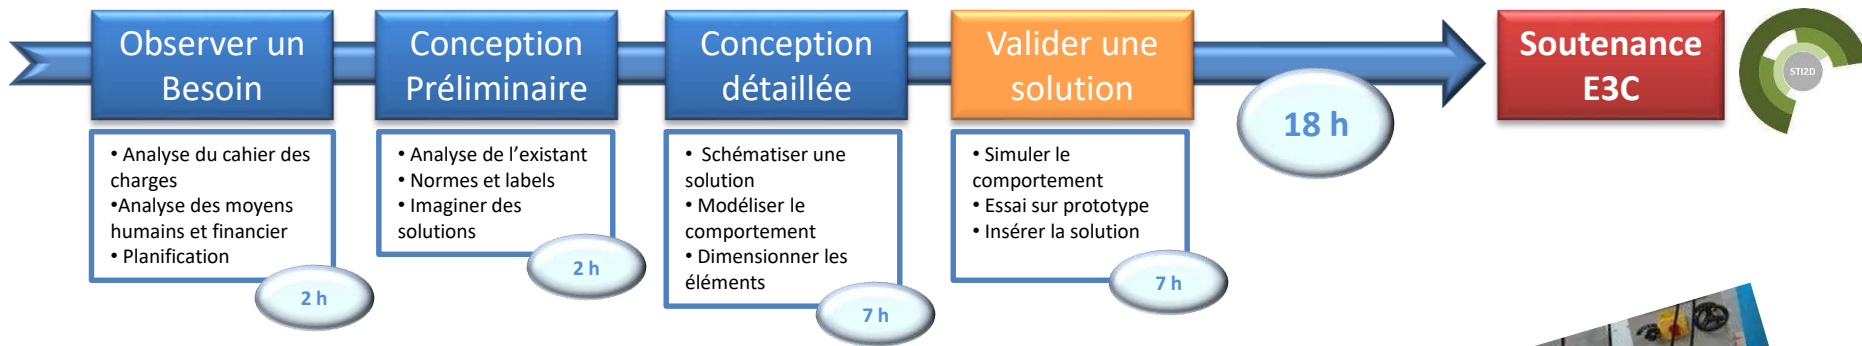 Observer un
Besoin
• Analyse du cahier des
charges
•Analyse des moyens
humains et financier
• Planification
2 h
Conception
Préliminaire
• Analyse de l’existant
• Normes et labels
• Imaginer des
solutions
2 h
Conception
détaillée
• Schématiser une
solution
• Modéliser le
comportement
• Dimensionner les
éléments
7 h
Valider une
solution
• Simuler le
comportement
• Essai sur prototype
• Insérer la solution
7 h
18 h
Soutenance
E3C
STI2D